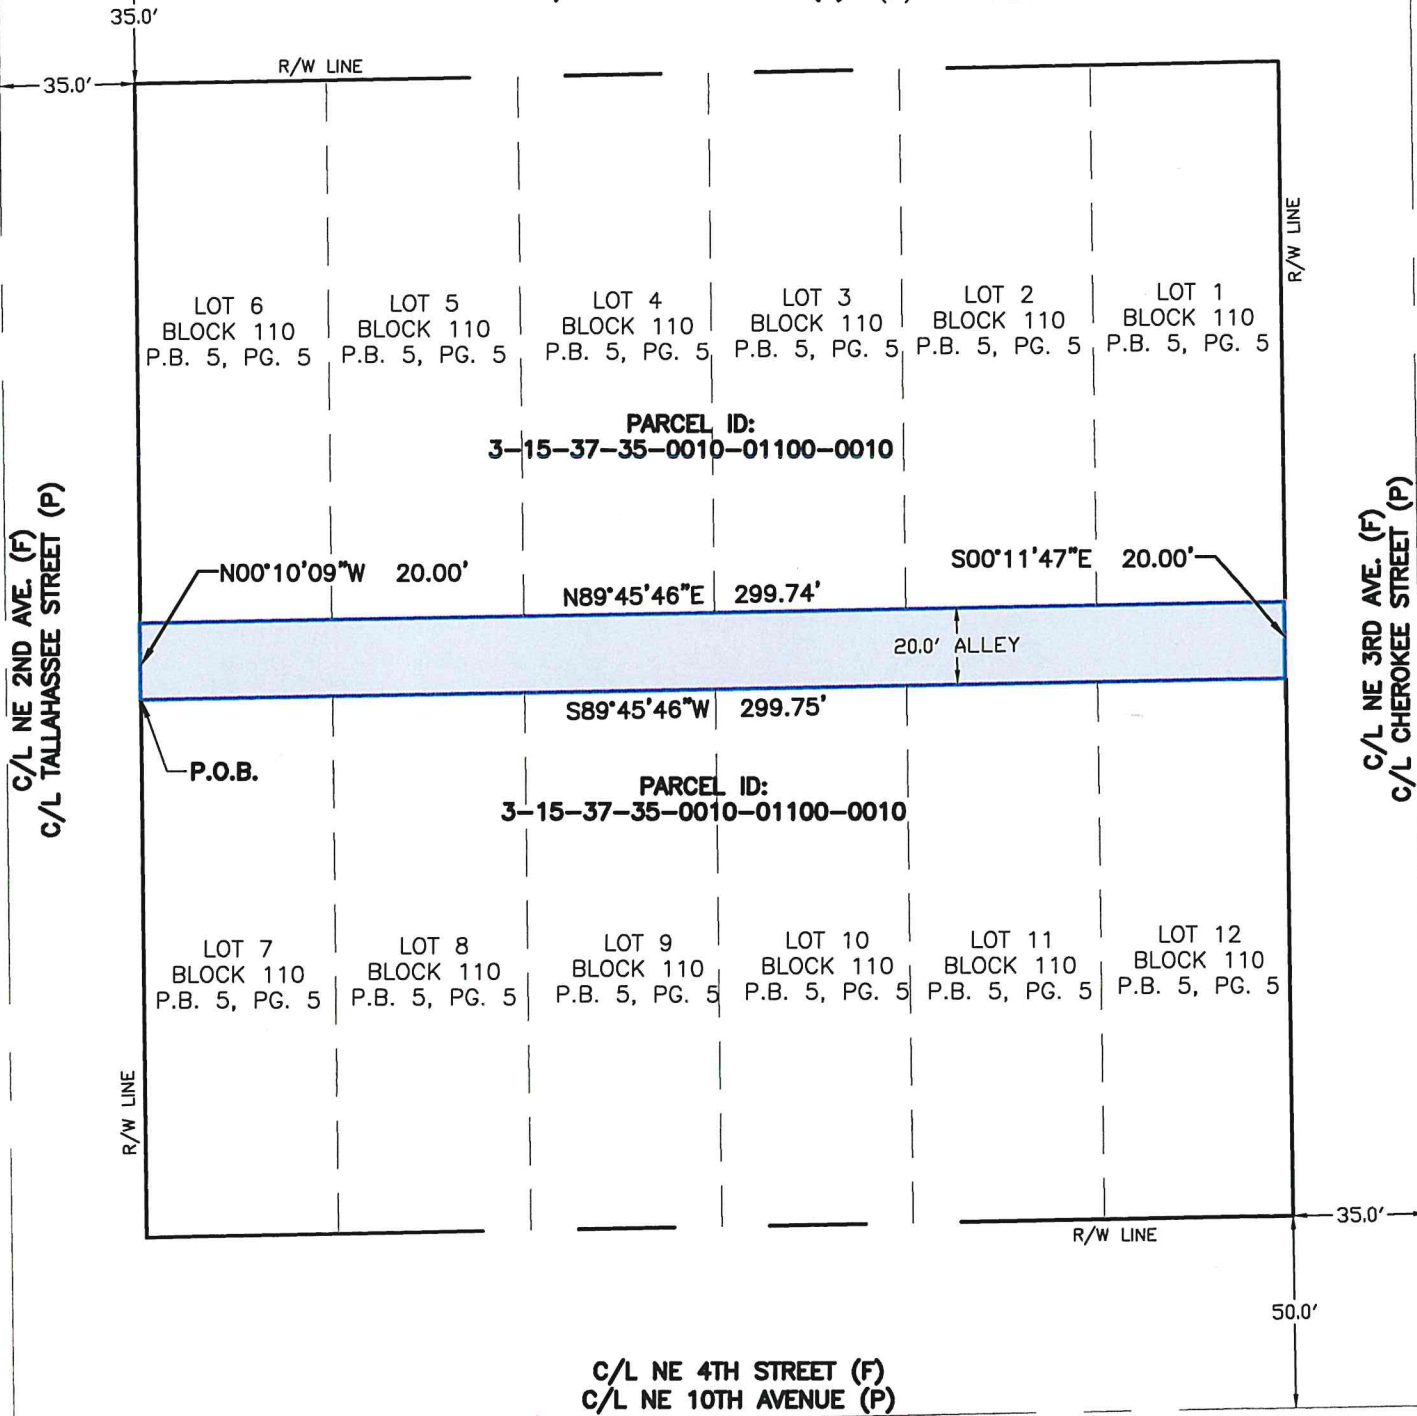 35.0'
R/W LINE
35.0'
R/W LINE
LOT 6
BLOCK 110
P.B. 5, PG. 5
LOT 5
BLOCK 110
P.B. 5, PG. 5
LOT 4
BLOCK 110
P.B. 5, PG. 5
LOT 3
BLOCK 110
P.B. 5, PG. 5
LOT 2
BLOCK 110
P.B. 5, PG. 5
LOT 1
BLOCK 110
P.B. 5, PG. 5
PARCEL ID:
3-15-37-35-0010-01100-0010
C/L NE 2ND AVE. (F)
C/L TALLAHASSEE STREET (P)
C/L NE 3RD AVE. (F)
C/L CHEROKEE STREET (P)
N00°10'09"W 20.00'
S00°11'47"E 20.00'
N89°45'46"E 299.74'
20.0' ALLEY
S89°45'46"W 299.75'
P.O.B.
PARCEL ID:
3-15-37-35-0010-01100-0010
LOT 7
BLOCK 110
P.B. 5, PG. 5
LOT 8
BLOCK 110
P.B. 5, PG. 5
LOT 9
BLOCK 110
P.B. 5, PG. 5
LOT 10
BLOCK 110
P.B. 5, PG. 5
LOT 11
BLOCK 110
P.B. 5, PG. 5
LOT 12
BLOCK 110
P.B. 5, PG. 5
R/W LINE
35.0'
R/W LINE
50.0'
C/L NE 4TH STREET (F)
C/L NE 10TH AVENUE (P)